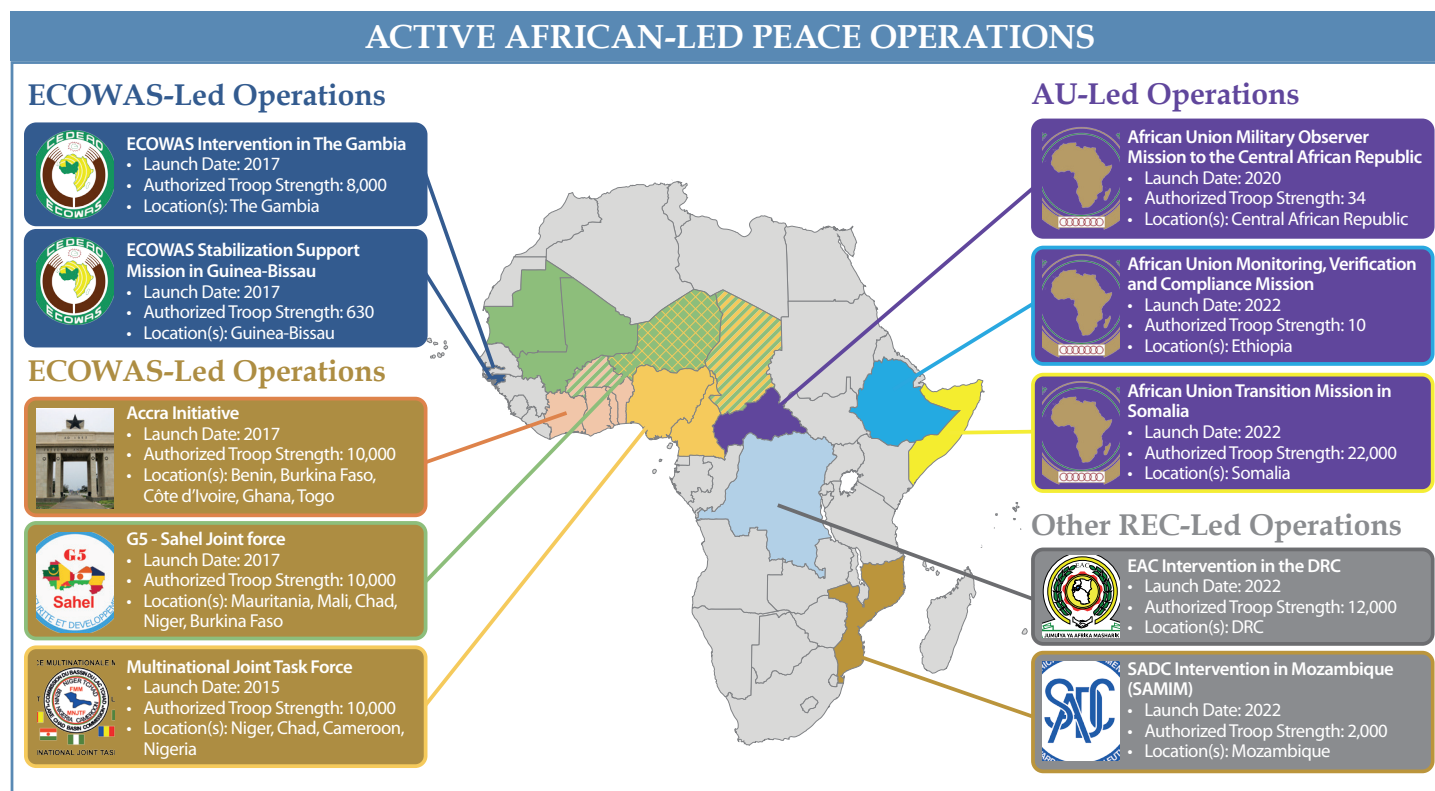 ACTIVE AFRICAN-LED PEACE OPERATIONS
ECOWAS-Led Operations
CEDEAO
ECOWAS
ECOWAS Intervention in The Gambia
• Launch Date: 2017
• Authorized Troop Strength: 8,000
• Location(s): The Gambia
CEDEAO
ECOWAS
ECOWAS Stabilization Support
Mission in Guinea-Bissau
• Launch Date: 2017
• Authorized Troop Strength: 630
• Location(s): Guinea-Bissau
ECOWAS-Led Operations
Accra Initiative
• Launch Date: 2017
• Authorized Troop Strength: 10,000
• Location(s): Benin, Burkina Faso,
Côte d’Ivoire, Ghana, Togo
G5
Sahel
G5 - Sahel Joint force
• Launch Date: 2017
• Authorized Troop Strength: 10,000
• Location(s): Mauritania, Mali, Chad,
Niger, Burkina Faso
CE MULTINATIONALE M
FMM
MNJTF
NATIONAL JOINT TAS
Multinational Joint Task Force
• Launch Date: 2015
• Authorized Troop Strength: 10,000
• Location(s): Niger, Chad, Cameroon,
Nigeria
AU-Led Operations
African Union Military Observer
Mission to the Central African Republic
• Launch Date: 2020
• Authorized Troop Strength: 34
• Location(s): Central African Republic
African Union Monitoring, Verification
and Compliance Mission
• Launch Date: 2022
• Authorized Troop Strength: 10
• Location(s): Ethiopia
African Union Transition Mission in
Somalia
• Launch Date: 2022
• Authorized Troop Strength: 22,000
• Location(s): Somalia
Other REC-Led Operations
EAC
JUMUIYA YA AFRIKA MASHARIK
EAC Intervention in the DRC
• Launch Date: 2022
• Authorized Troop Strength: 12,000
• Location(s): DRC
SADC
SADC Intervention in Mozambique
(SAMIM)
• Launch Date: 2022
• Authorized Troop Strength: 2,000
• Location(s): Mozambique